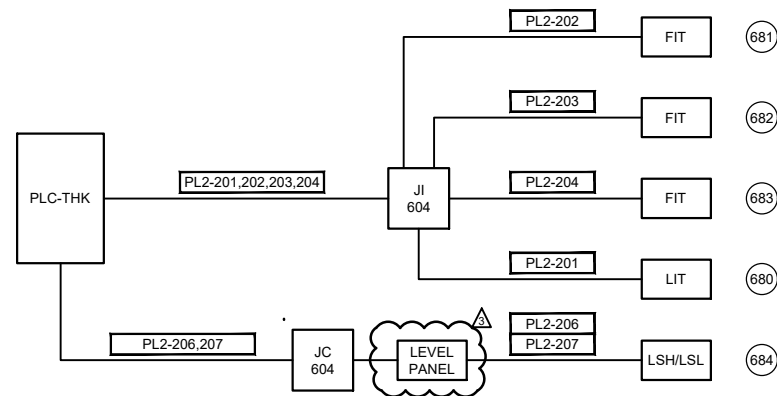 PL2-202
FIT
681
PL2-203
FIT
682
PLC-THK
PL2-201,202,203,204
JI
604
PL2-204
FIT
683
PL2-201
LIT
680
3
PL2-206
PL2-206,207
JC
604
LEVEL
PANEL
PL2-207
LSH/LSL
684